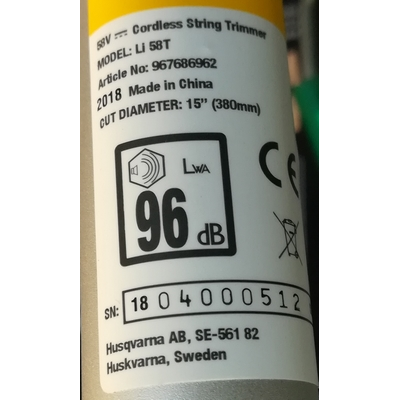 58V ⎓ Cordless String Trimmer
MODEL: Li 58T
Article No: 967686962
2018 Made in China
CUT DIAMETER: 15" (380mm)
LWA
CE
96 dB
SN: 18 04000512
Husqvarna AB, SE-561 82
Huskvarna, Sweden